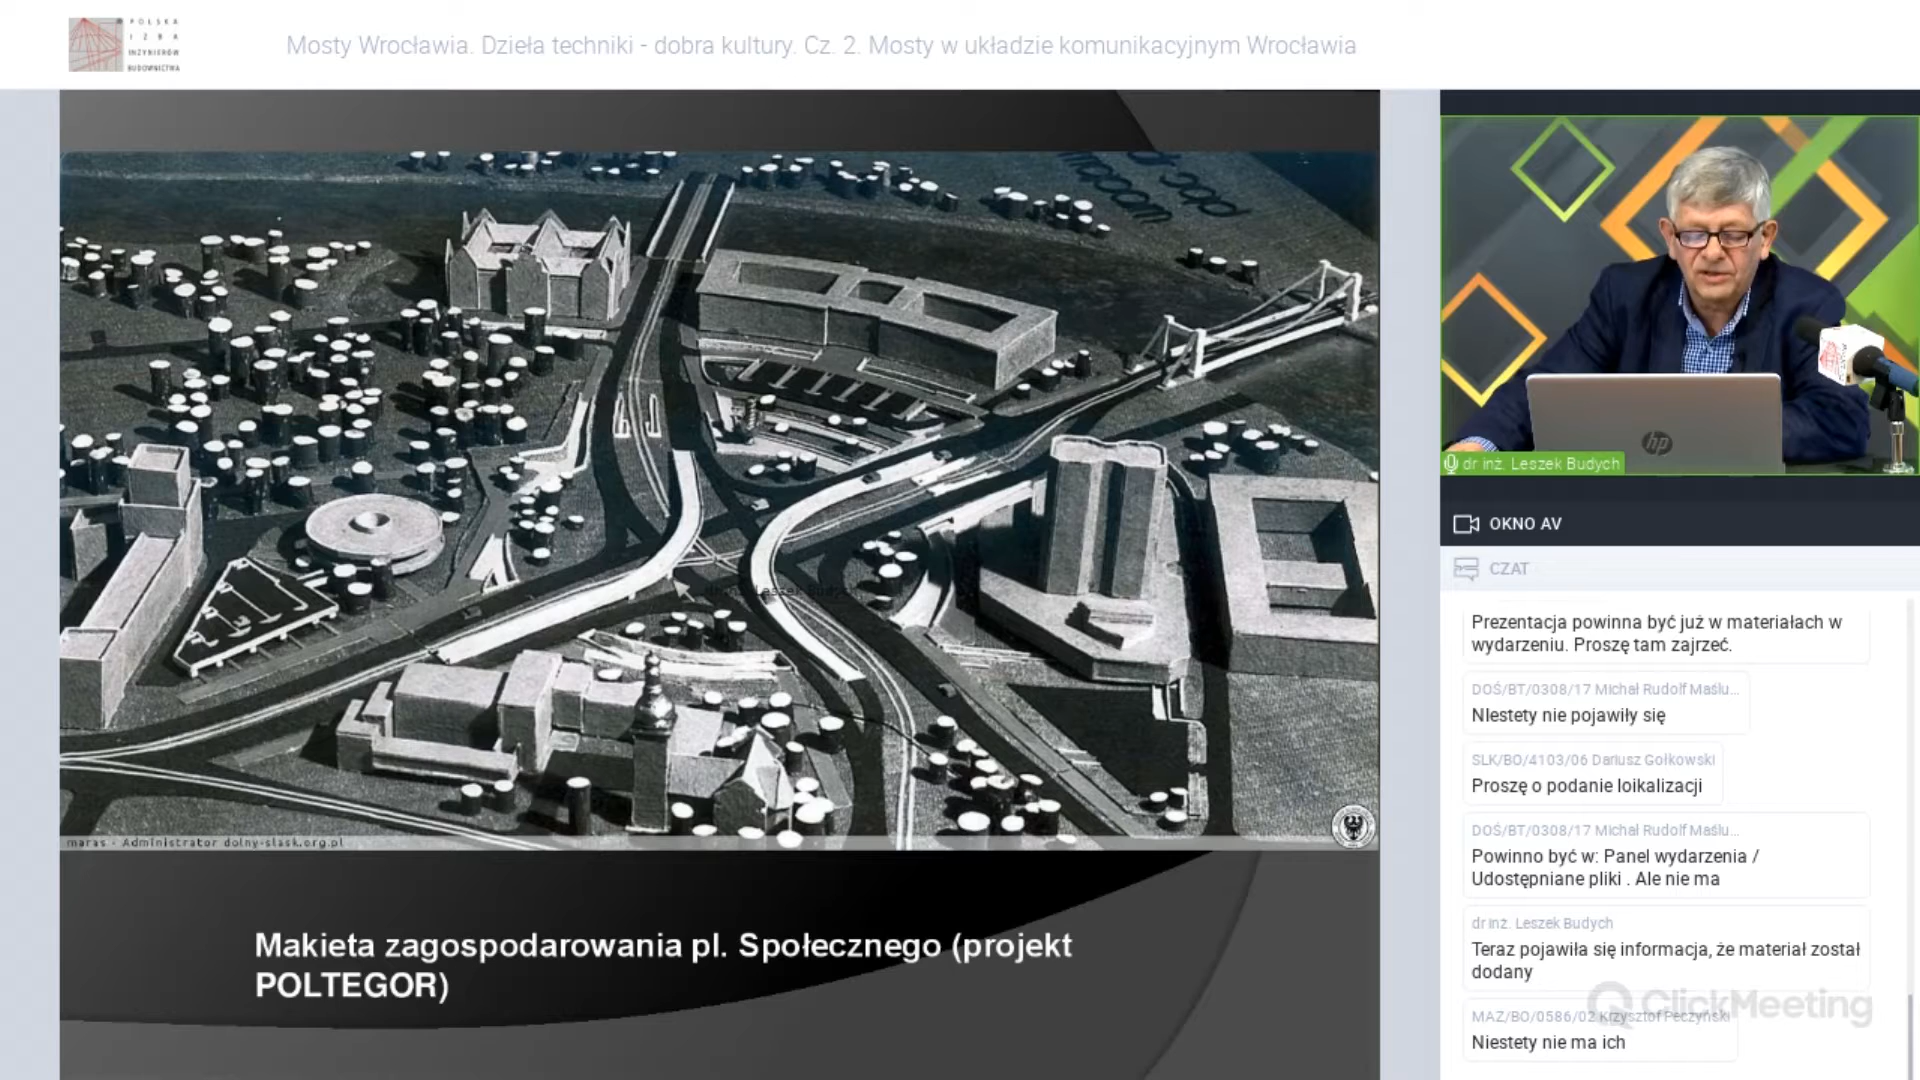 POLSKA
IZBA
INŻYNIERÓW
BUDOWNICTWA
Mosty Wrocławia. Dzieła techniki - dobra kultury. Cz. 2. Mosty w układzie komunikacyjnym Wrocławia
maras - Administrator dolny-slask.org.pl
Makieta zagospodarowania pl. Społecznego (projekt
POLTEGOR)
hp
dr inż. Leszek Budych
OKNO AV
CZAT
Prezentacja powinna być już w materiałach w
wydarzeniu. Proszę tam zajrzeć.
DOŚ/BT/0308/17 Michał Rudolf Maślu...
NIestety nie pojawiły się
SLK/BO/4103/06 Dariusz Gołkowski
Proszę o podanie loikalizacji
DOŚ/BT/0308/17 Michał Rudolf Maślu...
Powinno być w: Panel wydarzenia /
Udostępniane pliki . Ale nie ma
dr inż. Leszek Budych
Teraz pojawiła się informacja, że materiał został
dodany
ClickMeeting
MAZ/BO/0586/02 Krzysztof Pęczyński
Niestety nie ma ich